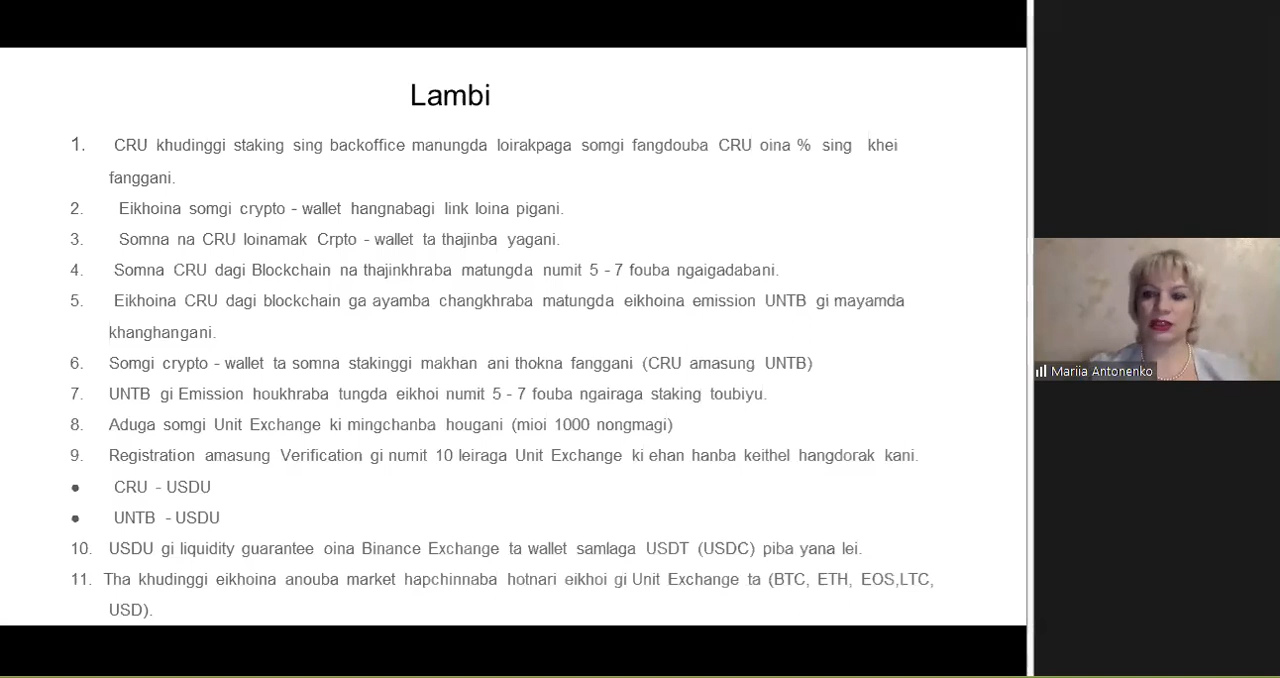 Lambi
1. CRU khudinggi staking sing backoffice manungda loirakpaga somgi fangdouba CRU oina % sing khei
fanggani.
2. Eikhoina somgi crypto - wallet hangnabagi link loina pigani.
3. Somna na CRU loinamak Crpto - wallet ta thajinba yagani.
4. Somna CRU dagi Blockchain na thajinkhraba matungda numit 5 - 7 fouba ngaigadabani.
5. Eikhoina CRU dagi blockchain ga ayamba changkhraba matungda eikhoina emission UNTB gi mayamda
khanghangani.
6. Somgi crypto - wallet ta somna stakinggi makhan ani thokna fanggani (CRU amasung UNTB)
7. UNTB gi Emission houkhraba tungda eikhoi numit 5 - 7 fouba ngairaga staking toubiyu.
8. Aduga somgi Unit Exchange ki mingchanba hougani (mioi 1000 nongmagi)
9. Registration amasung Verification gi numit 10 leiraga Unit Exchange ki ehan hanba keithel hangdorak kani.
● CRU - USDU
● UNTB - USDU
10. USDU gi liquidity guarantee oina Binance Exchange ta wallet samlaga USDT (USDC) piba yana lei.
11. Tha khudinggi eikhoina anouba market hapchinnaba hotnari eikhoi gi Unit Exchange ta (BTC, ETH, EOS,LTC,
USD).
Mariia Antonenko